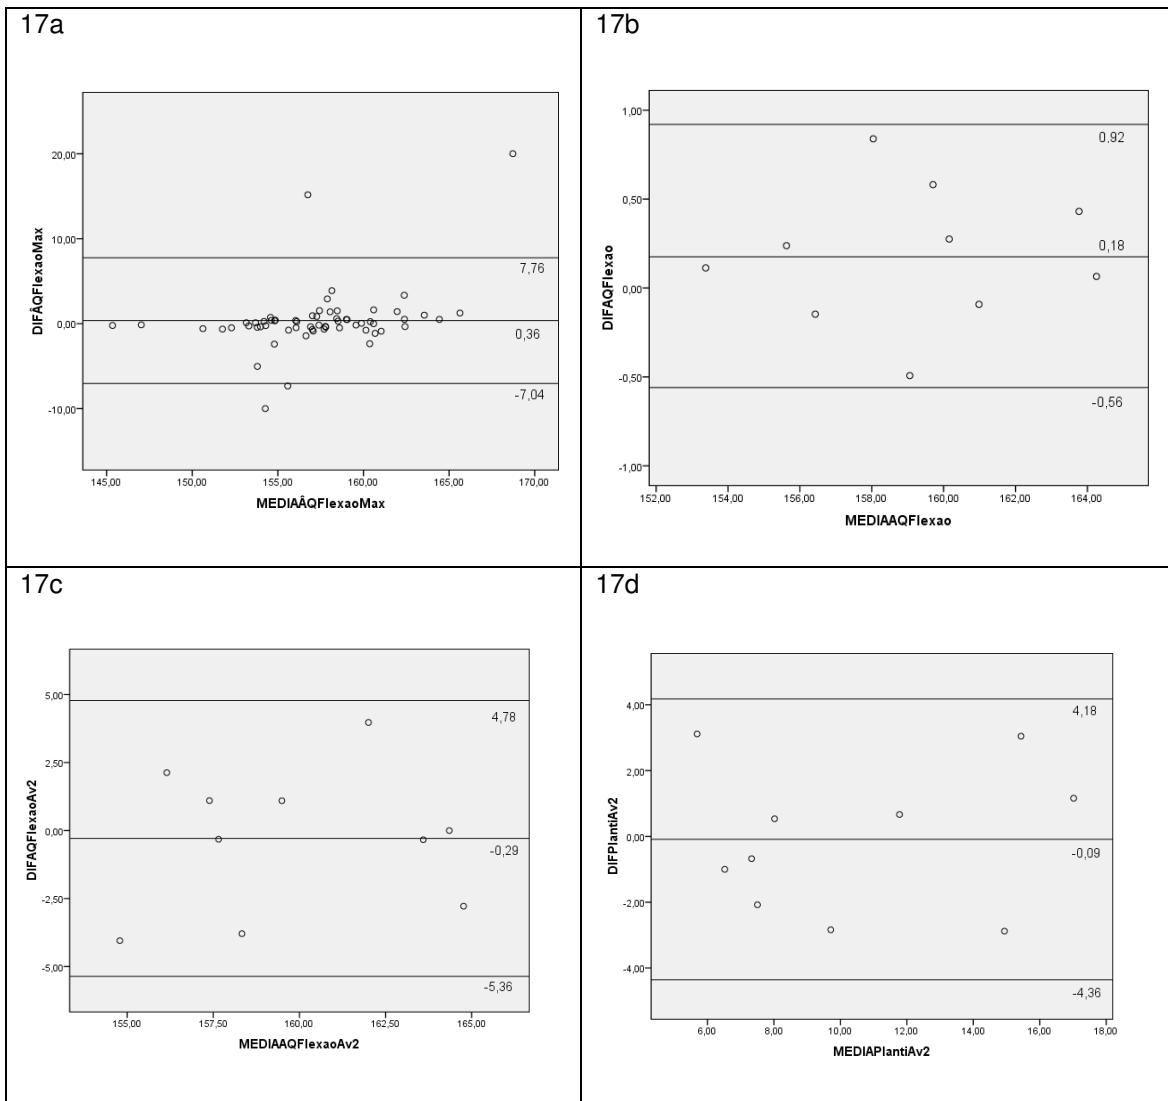 17a
DIFÂQFlexaoMax
20,00
10,00
0,00
-10,00
7,76
0,36
-7,04
145,00 150,00 155,00 160,00 165,00 170,00
MEDIAÂQFlexaoMax
17b
DIFAQFlexao
1,00
0,50
0,00
-0,50
-1,00
0,92
0,18
-0,56
152,00 154,00 156,00 158,00 160,00 162,00 164,00
MEDIAAQFlexao
17c
DIFAQFlexaoAv2
5,00
2,50
0,00
-2,50
-5,00
4,78
-0,29
-5,36
155,00 157,50 160,00 162,50 165,00
MEDIAAQFlexaoAv2
17d
DIFPlantiAv2
4,00
2,00
0,00
-2,00
-4,00
4,18
-0,09
-4,36
6,00 8,00 10,00 12,00 14,00 16,00 18,00
MEDIAPlantiAv2